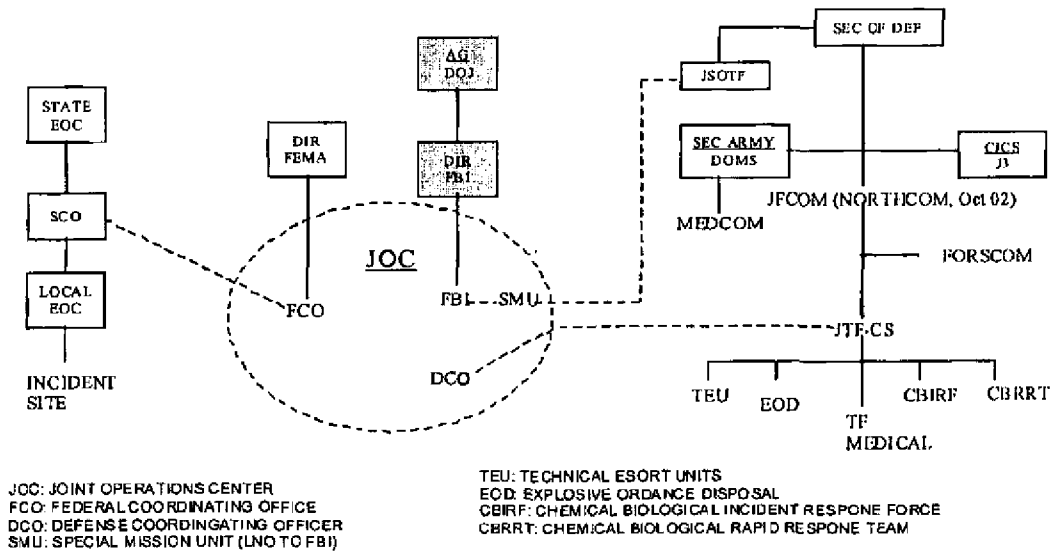 SEC OF DEF
AG
DOJ
JSOTF
STATE
EOC
DIR
FEMA
DIR
FBI
SEC ARMY
DOMS
CJCS
J3
SCO
MEDCOM
JFCOM (NORTHCOM, Oct 02)
JOC
FORSCOM
LOCAL
EOC
FCO
FBI
SMU
JTF-CS
INCIDENT
SITE
DCO
TEU
EOD
TF
MEDICAL
CBIRF
CBRRT
JOC: JOINT OPERATIONS CENTER
FCO: FEDERAL COORDINATING OFFICE
DCO: DEFENSE COORDINGATING OFFICER
SMU: SPECIAL MISSION UNIT (LNO TO FBI)
TEU: TECHNICAL ESORT UNITS
EOD: EXPLOSIVE ORDANCE DISPOSAL
CBIRF: CHEMICAL BIOLOGICAL INCIDENT RESPONE FORCE
CBRRT: CHEMICAL BIOLOGICAL RAPID RESPONE TEAM